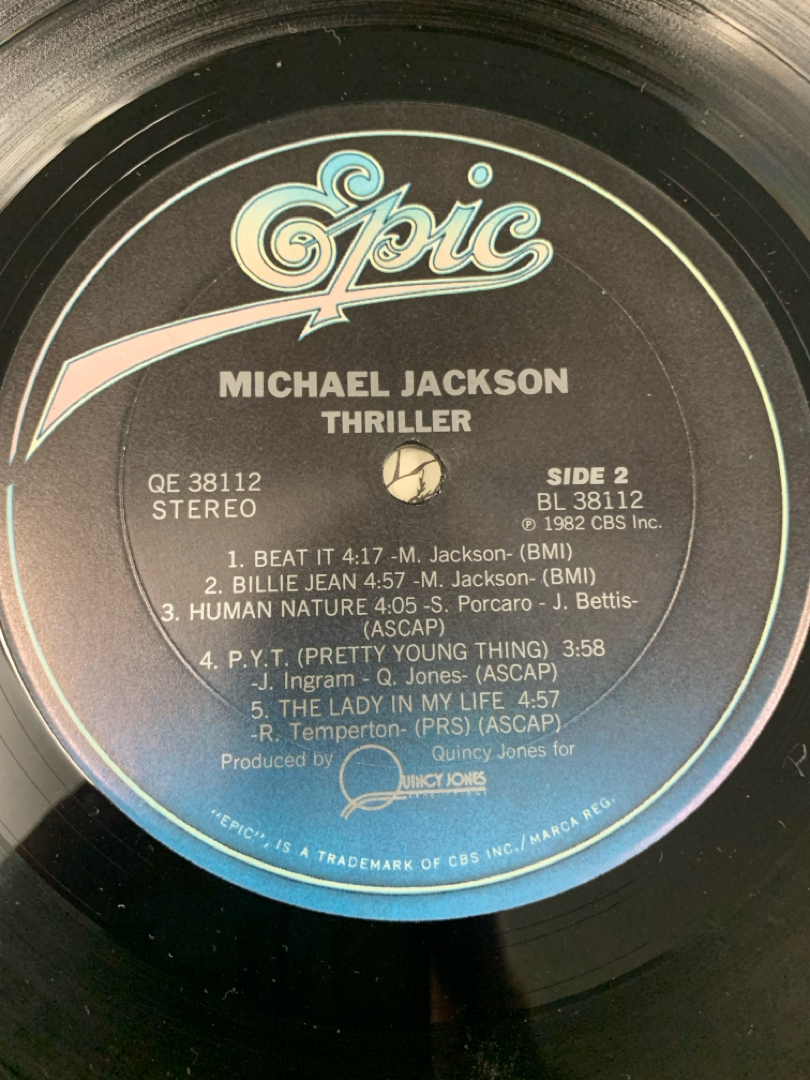 Epic
MICHAEL JACKSON
THRILLER
QE 38112
STEREO
SIDE 2
BL 38112
℗ 1982 CBS Inc.
1. BEAT IT 4:17 -M. Jackson- (BMI)
2. BILLIE JEAN 4:57 -M. Jackson- (BMI)
3. HUMAN NATURE 4:05 -S. Porcaro - J. Bettis-
(ASCAP)
4. P.Y.T. (PRETTY YOUNG THING) 3:58
-J. Ingram - Q. Jones- (ASCAP)
5. THE LADY IN MY LIFE 4:57
-R. Temperton- (PRS) (ASCAP)
Produced by Quincy Jones for
QUINCY JONES
"EPIC", IS A TRADEMARK OF CBS INC./MARCA REG.